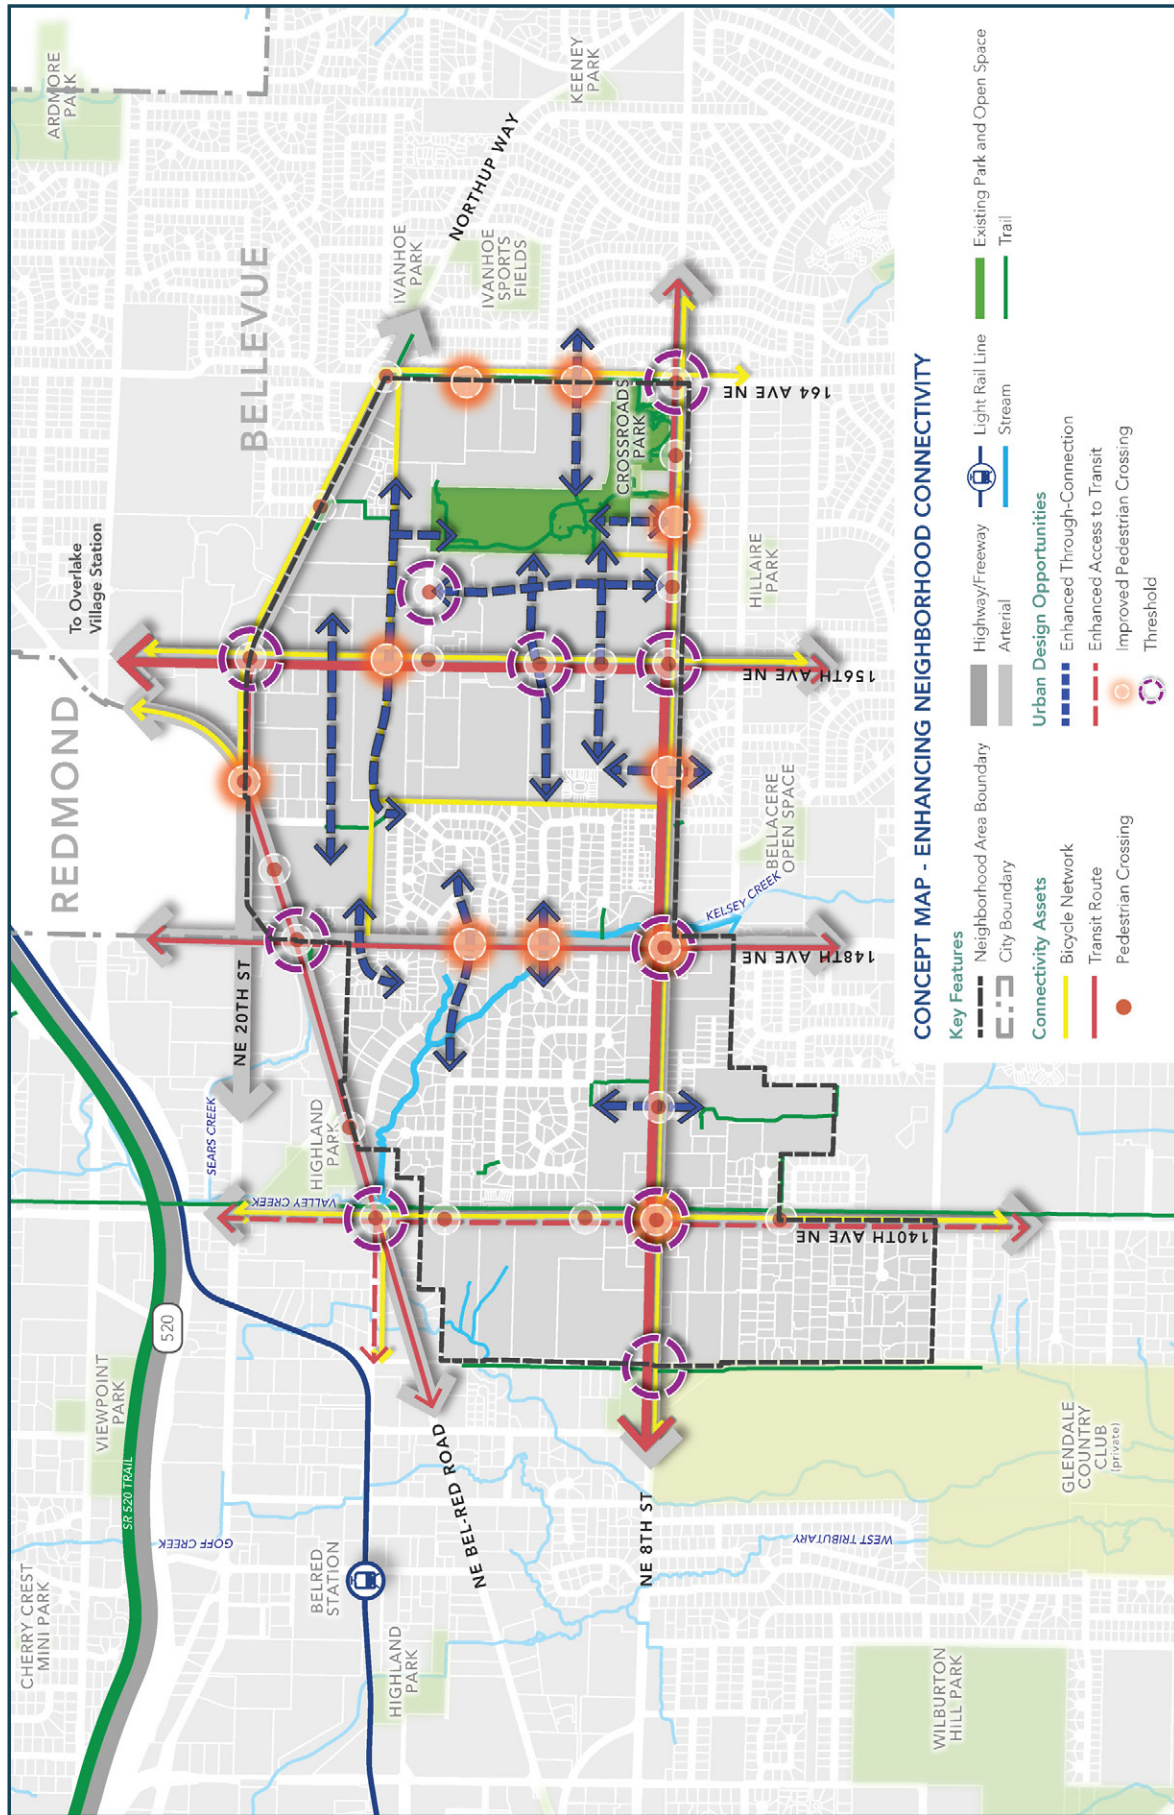 ARDMORE
PARK
KEENEY
PARK
NORTHUP WAY
BELLEVUE
IVANHOE
PARK
IVANHOE
SPORTS
FIELDS
To Overlake
Village Station
REDMOND
CROSSROADS
PARK
164 AVE NE
HILLAIRE
PARK
156TH AVE NE
BELLACERE
OPEN SPACE
KELSEY CREEK
148TH AVE NE
NE 20TH ST
SEARS CREEK
HIGHLAND
PARK
VALLEY CREEK
140TH AVE NE
520
VIEWPOINT
PARK
SR 520 TRAIL
GOFF CREEK
CHERRY CREST
MINI PARK
BELRED
STATION
NE BEL-RED ROAD
HIGHLAND
PARK
NE 8TH ST
WEST TRIBUTARY
GLENDALE
COUNTRY
CLUB
(private)
WILBURTON
HILL PARK
CONCEPT MAP - ENHANCING NEIGHBORHOOD CONNECTIVITY
Key Features
Neighborhood Area Boundary
City Boundary
Highway/Freeway
Arterial
Light Rail Line
Stream
Existing Park and Open Space
Trail
Connectivity Assets
Bicycle Network
Transit Route
Pedestrian Crossing
Urban Design Opportunities
Enhanced Through-Connection
Enhanced Access to Transit
Improved Pedestrian Crossing
Threshold